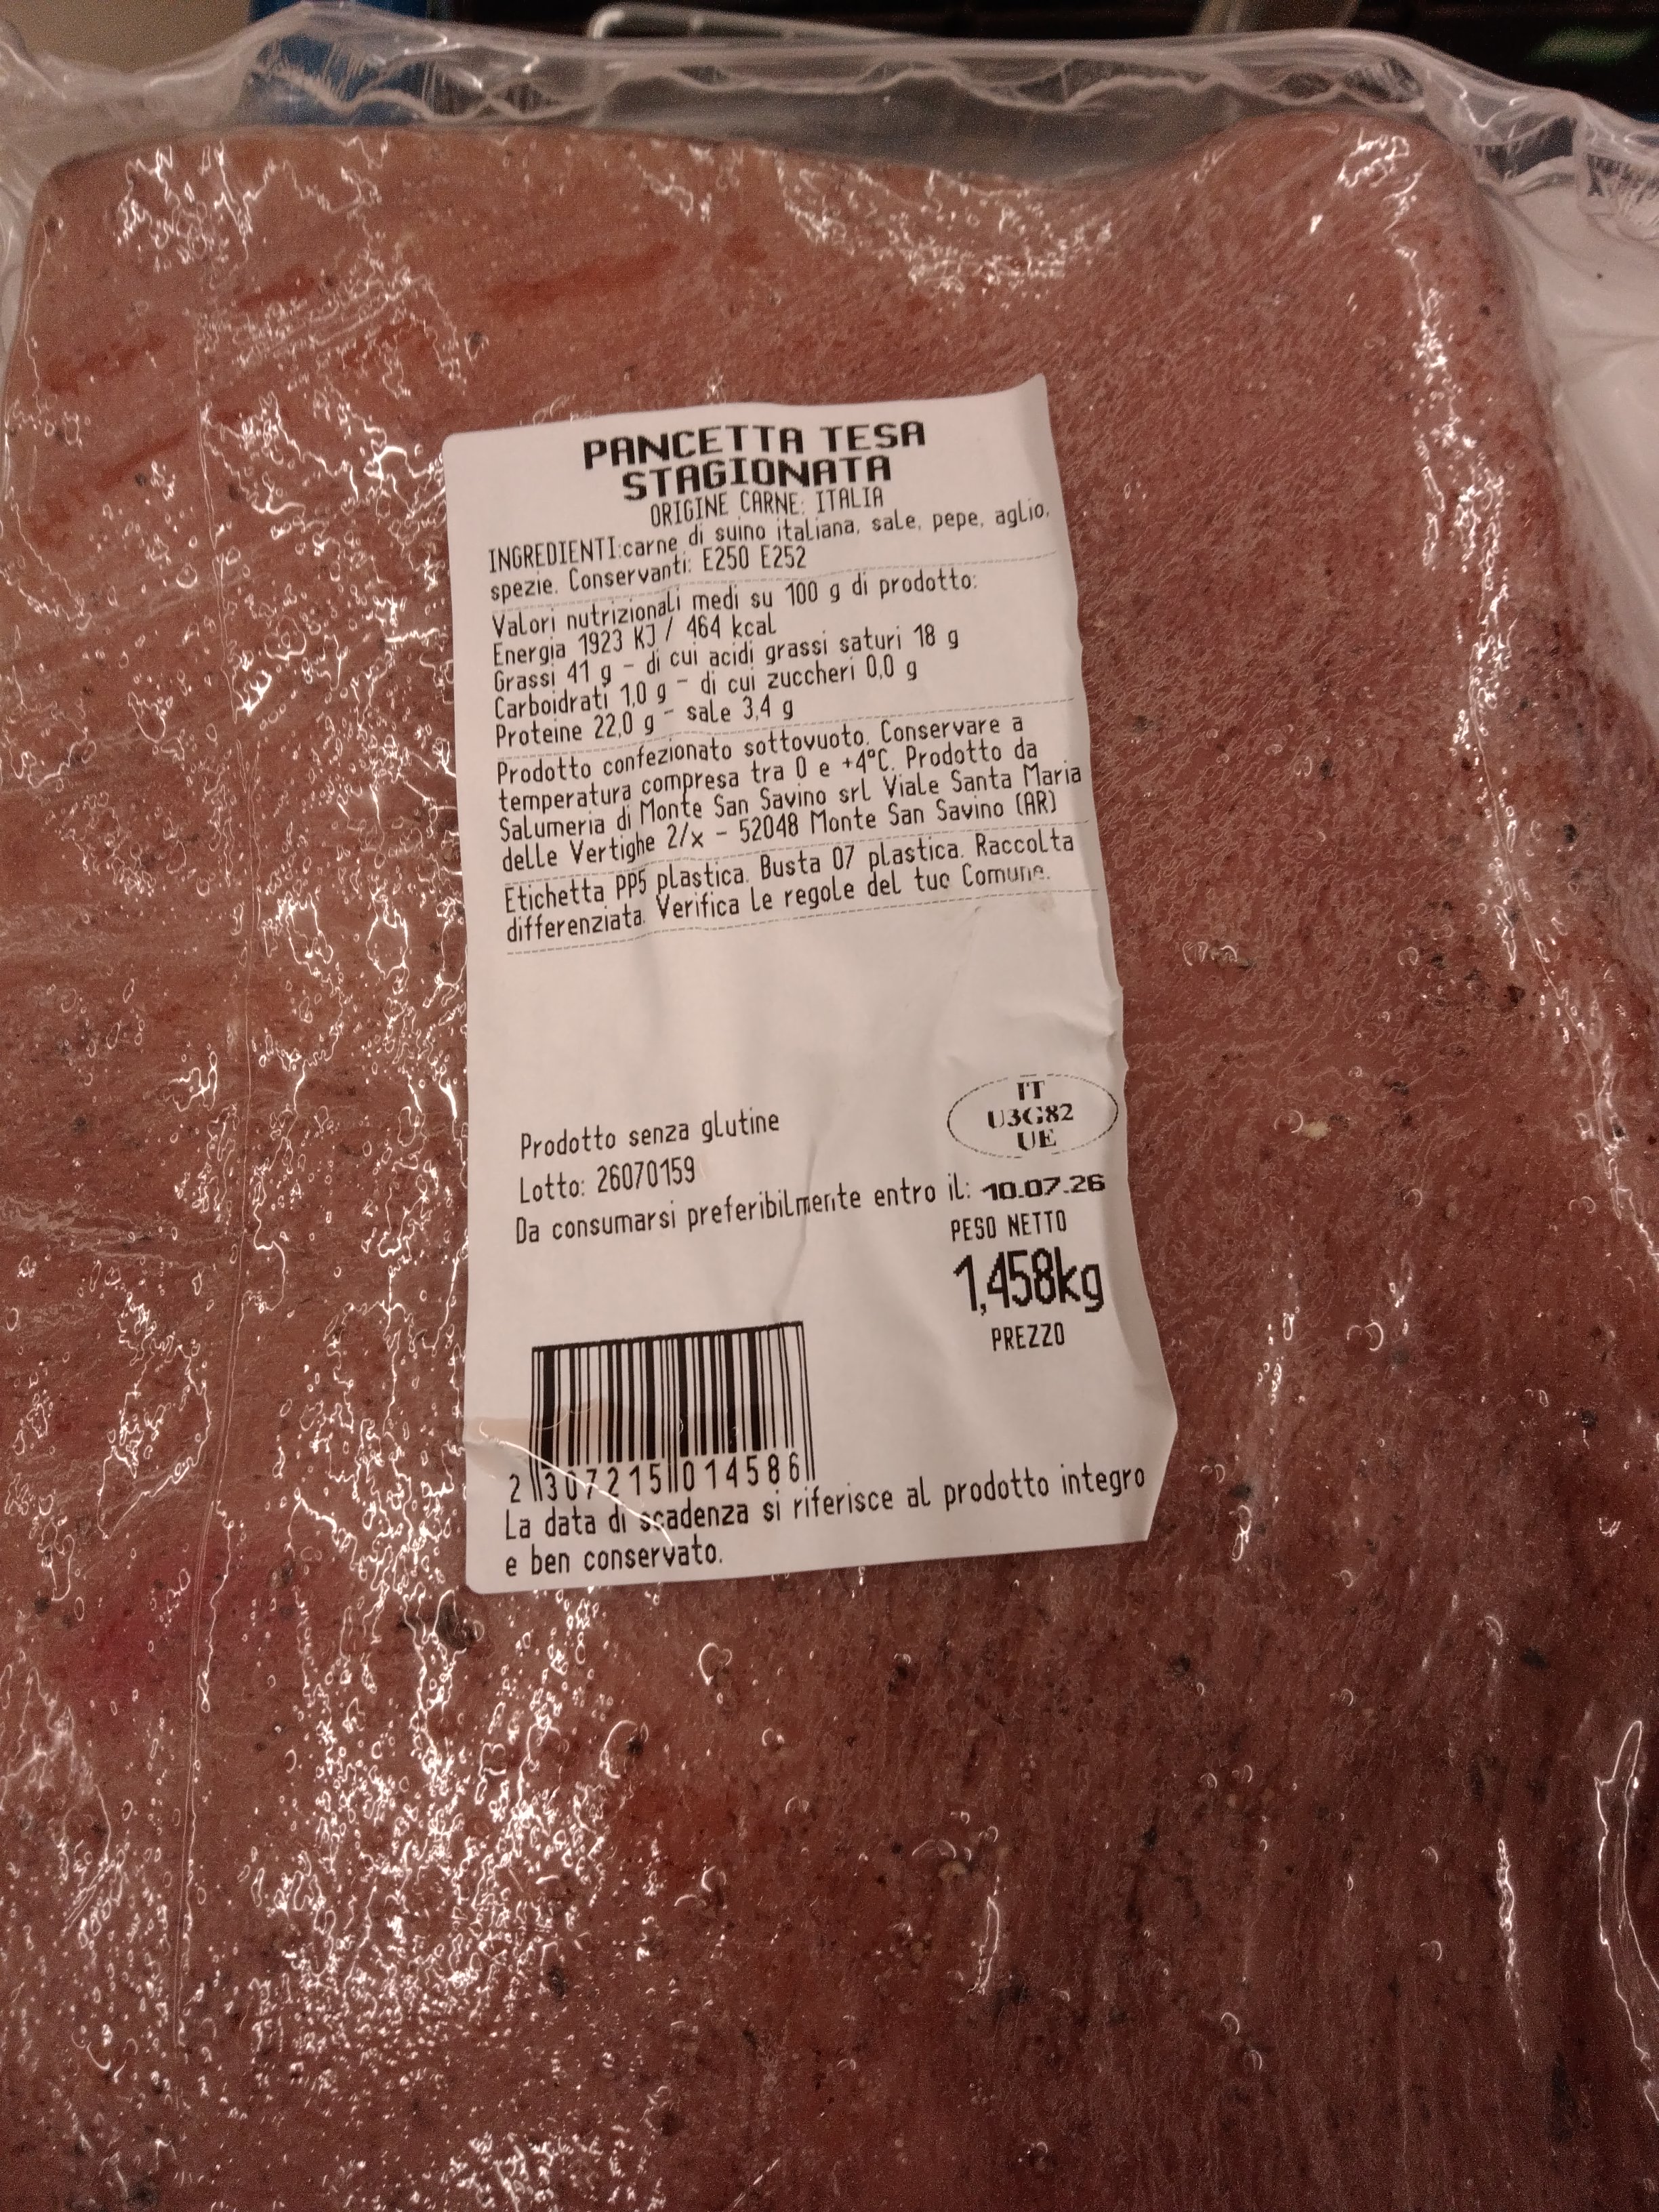 PANCETTA TESA
STAGIONATA
ORIGINE CARNE: ITALIA
INGREDIENTI:carne di suino italiana, sale, pepe, aglio,
spezie. Conservanti: E250 E252
Valori nutrizionali medi su 100 g di prodotto:
Energia 1923 KJ / 464 kcal
Grassi 41 g - di cui acidi grassi saturi 18 g
Carboidrati 1,0 g - di cui zuccheri 0,0 g
Proteine 22,0 g - sale 3,4 g
Prodotto confezionato sottovuoto. Conservare a
temperatura compresa tra 0 e +4°C. Prodotto da
Salumeria di Monte San Savino srl Viale Santa Maria
delle Vertighe 2/x - 52048 Monte San Savino (AR)
Etichetta PP5 plastica. Busta 07 plastica. Raccolta
differenziata. Verifica le regole del tuo Comune.
IT
U3G82
UE
Prodotto senza glutine
Lotto: 26070159
Da consumarsi preferibilmente entro il: 10.07.26
PESO NETTO
1,458kg
PREZZO
2 307215 014586
La data di scadenza si riferisce al prodotto integro
e ben conservato.